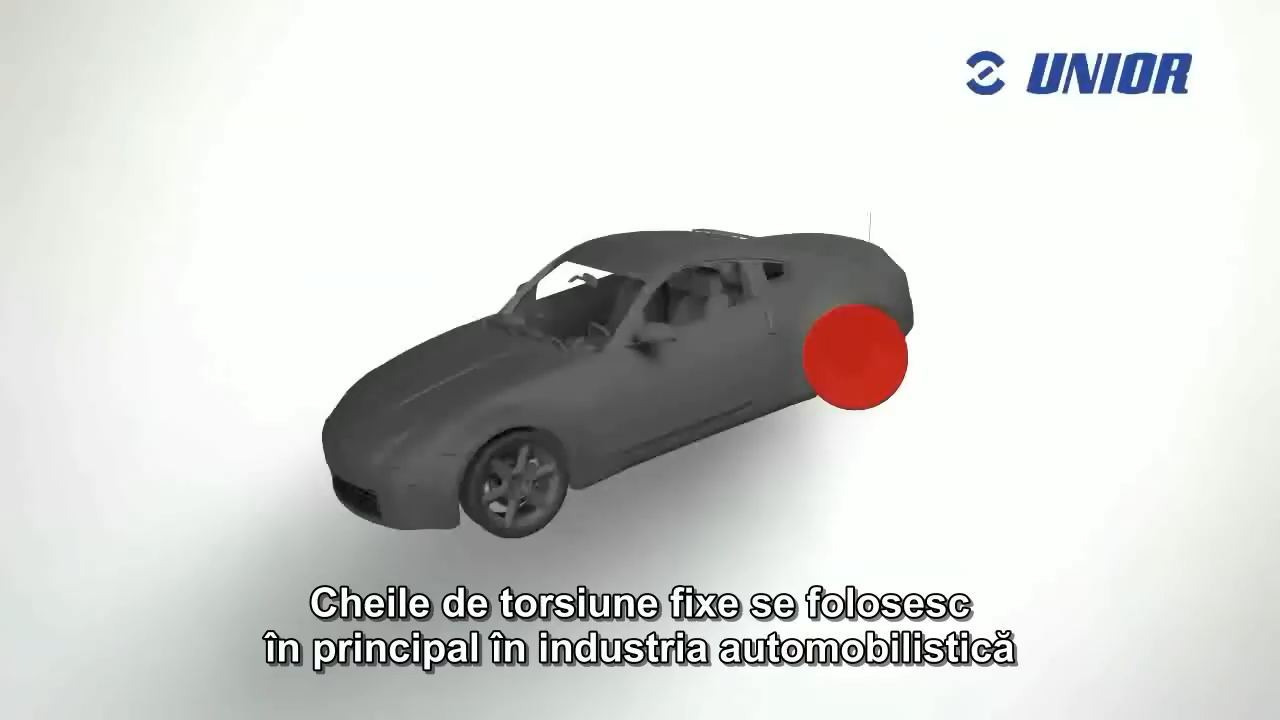 UNIOR
Cheile de torsiune fixe se folosesc
în principal în industria automobilistică